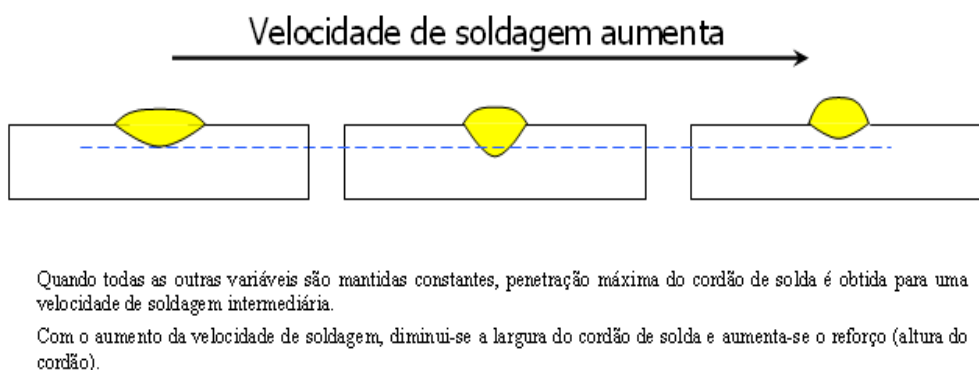 Velocidade de soldagem aumenta
Quando todas as outras variáveis são mantidas constantes, penetração máxima do cordão de solda é obtida para uma
velocidade de soldagem intermediária.
Com o aumento da velocidade de soldagem, diminui-se a largura do cordão de solda e aumenta-se o reforço (altura do
cordão).